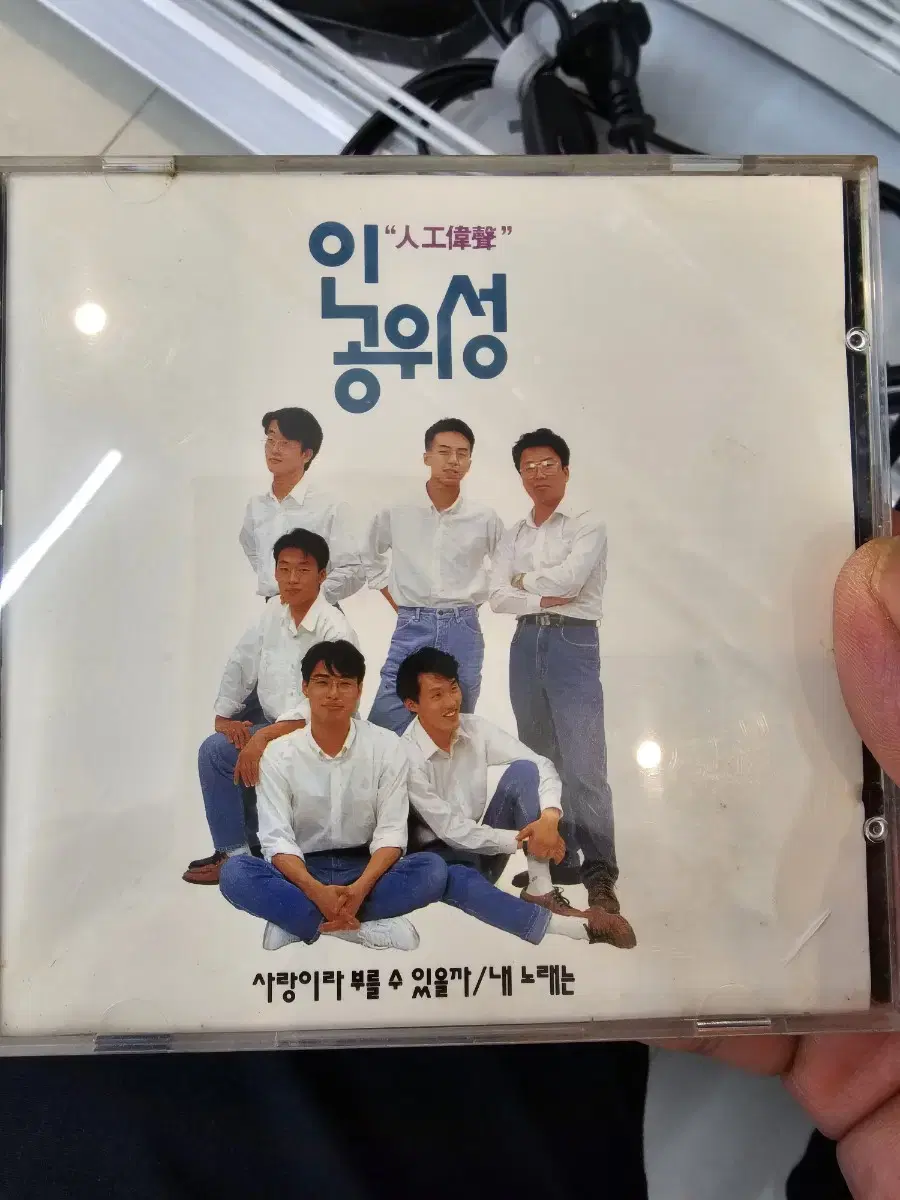 인 “人工偉聲”
공위성
사랑이라 부를 수 있을까/내 노래는